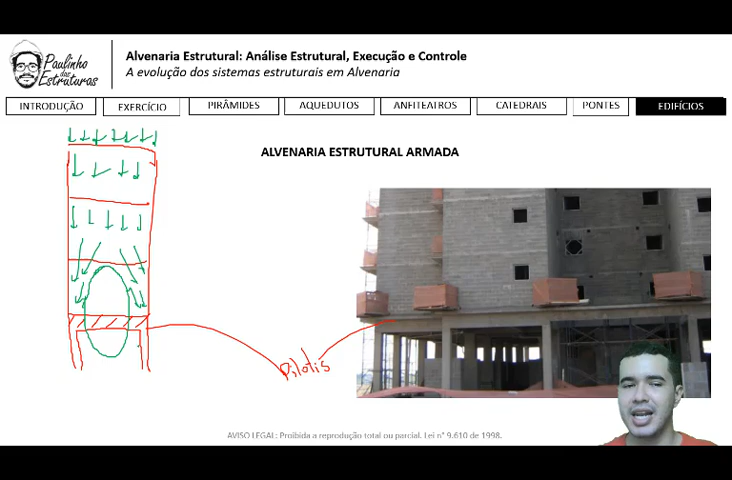 Paulinho
das
Estruturas
Alvenaria Estrutural: Análise Estrutural, Execução e Controle
A evolução dos sistemas estruturais em Alvenaria
INTRODUÇÃO
EXERCÍCIO
PIRÂMIDES
AQUEDUTOS
ANFITEATROS
CATEDRAIS
PONTES
EDIFÍCIOS
ALVENARIA ESTRUTURAL ARMADA
Pilotis
AVISO LEGAL: Proibida a reprodução total ou parcial. Lei n° 9.610 de 1998.